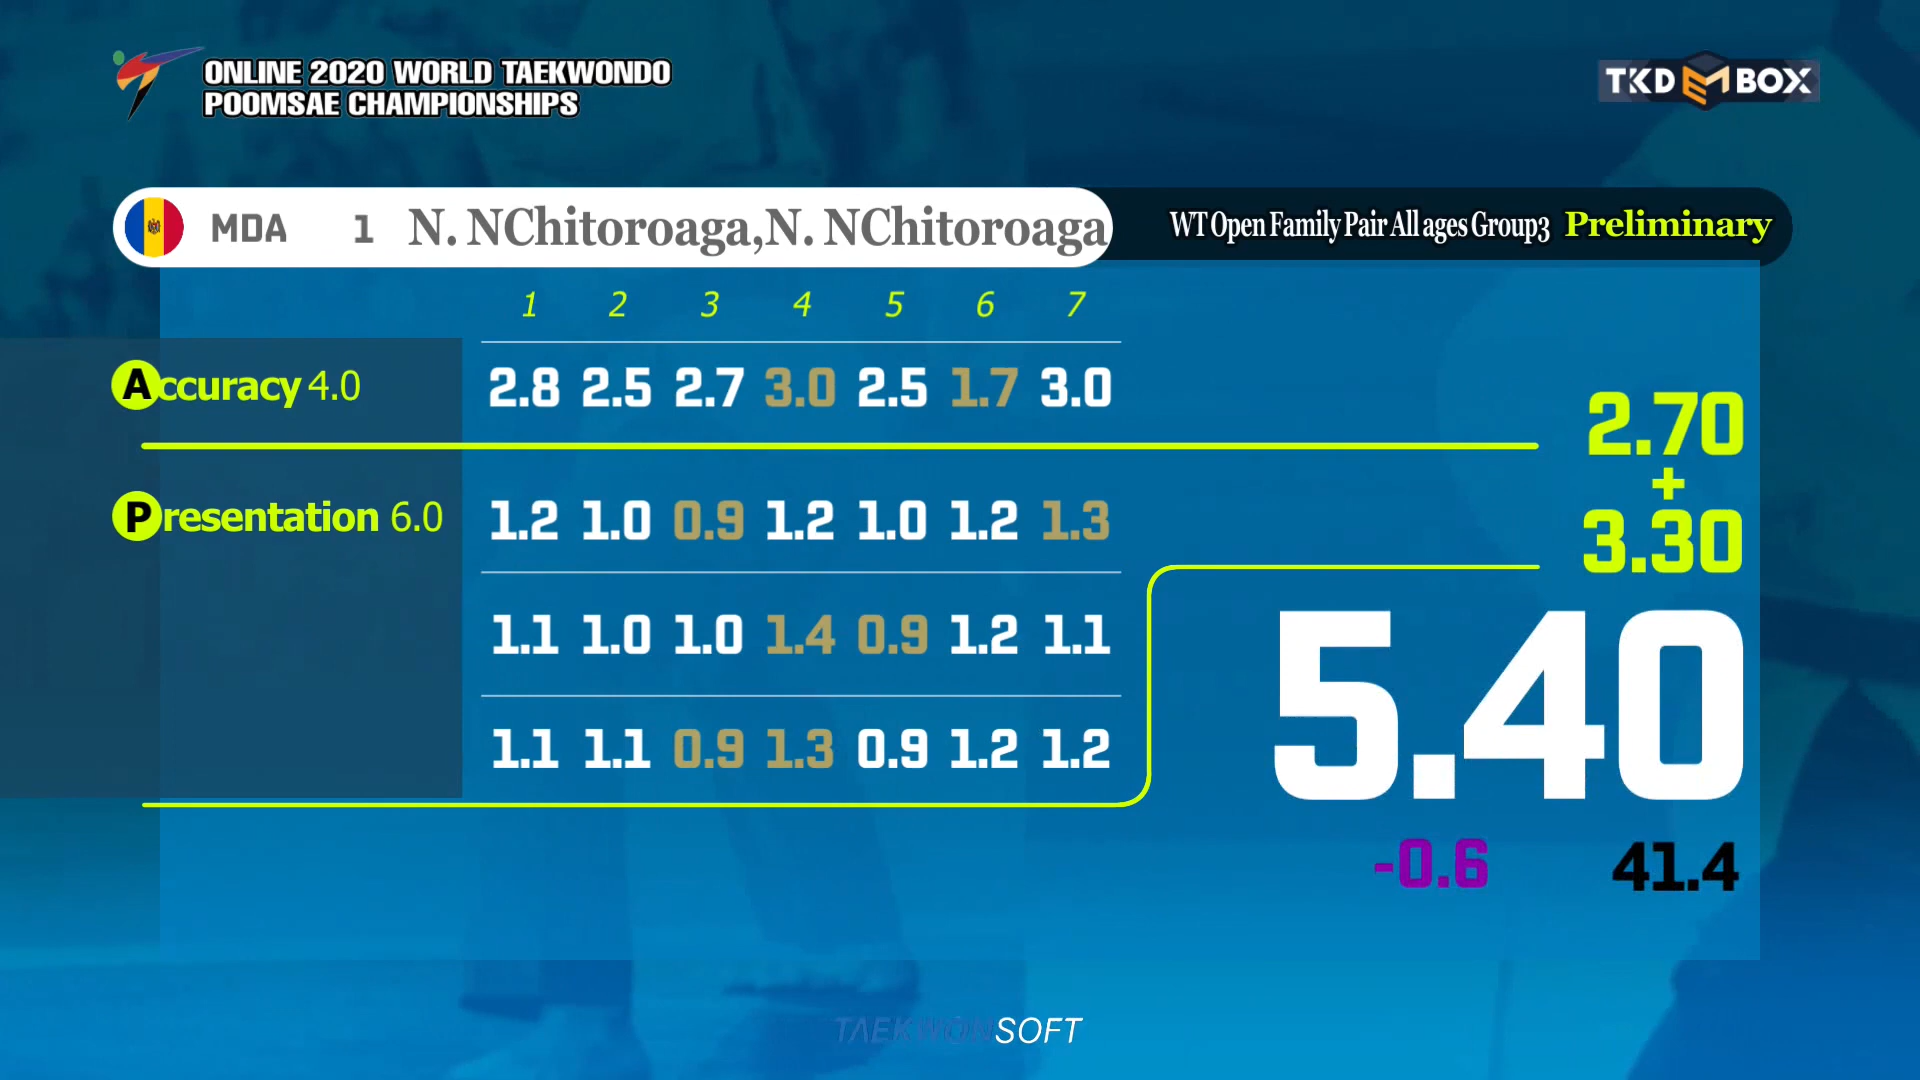 ONLINE 2020 WORLD TAEKWONDO
POOMSAE CHAMPIONSHIPS
TKD BOX
MDA 1 N. NChitoroaga,N. NChitoroaga
WT Open Family Pair All ages Group3 Preliminary
1 2 3 4 5 6 7
Accuracy 4.0 2.8 2.5 2.7 3.0 2.5 1.7 3.0
2.70
+
Presentation 6.0 1.2 1.0 0.9 1.2 1.0 1.2 1.3
3.30
1.1 1.0 1.0 1.4 0.9 1.2 1.1
5.40
1.1 1.1 0.9 1.3 0.9 1.2 1.2
-0.6 41.4
TAEKWONSOFT